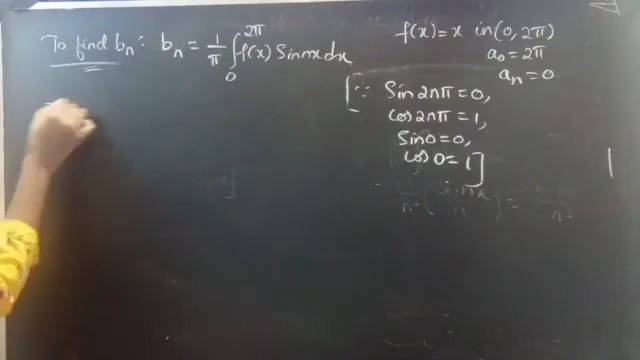 To find bₙ : bₙ = 1/π ∫₀^2π f(x) Sin nx dx
f(x) = x in (0, 2π)
a₀ = 2π
aₙ = 0
[∵ Sin 2nπ = 0,
Cos 2nπ = 1,
Sin 0 = 0,
Cos 0 = 1]